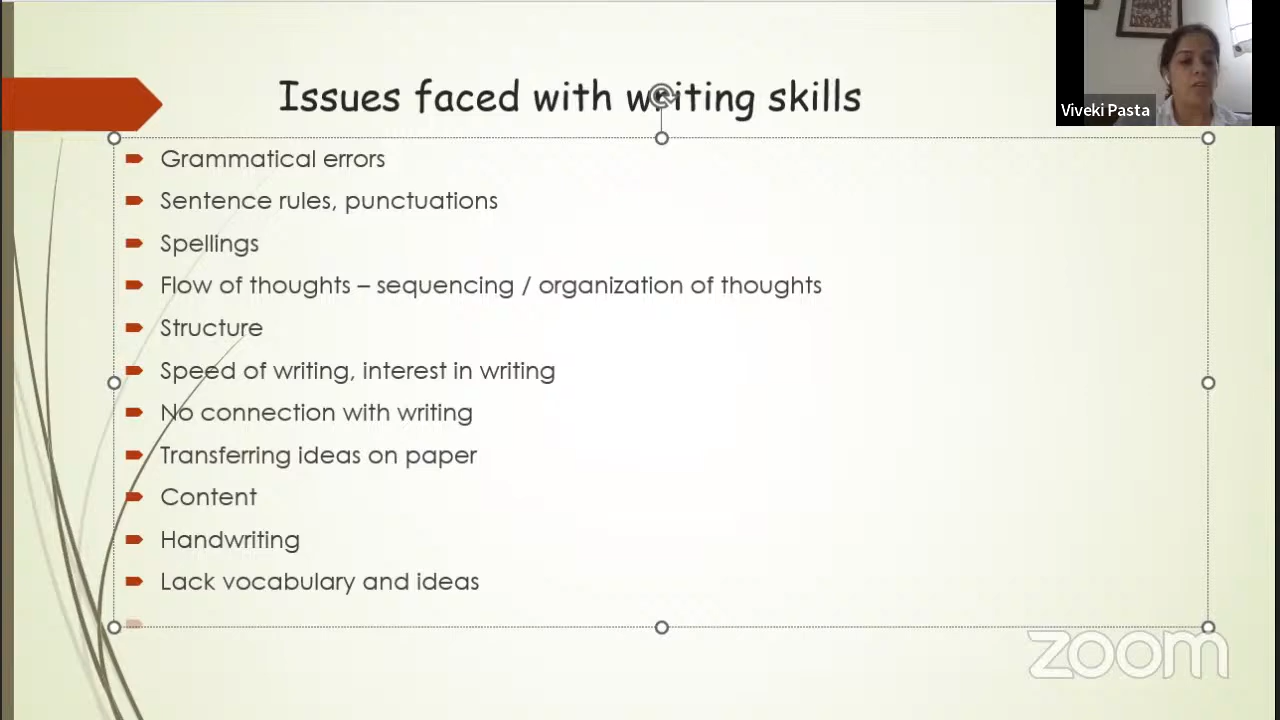 Issues faced with writing skills
Viveki Pasta
Grammatical errors
Sentence rules, punctuations
Spellings
Flow of thoughts – sequencing / organization of thoughts
Structure
Speed of writing, interest in writing
No connection with writing
Transferring ideas on paper
Content
Handwriting
Lack vocabulary and ideas
zoom